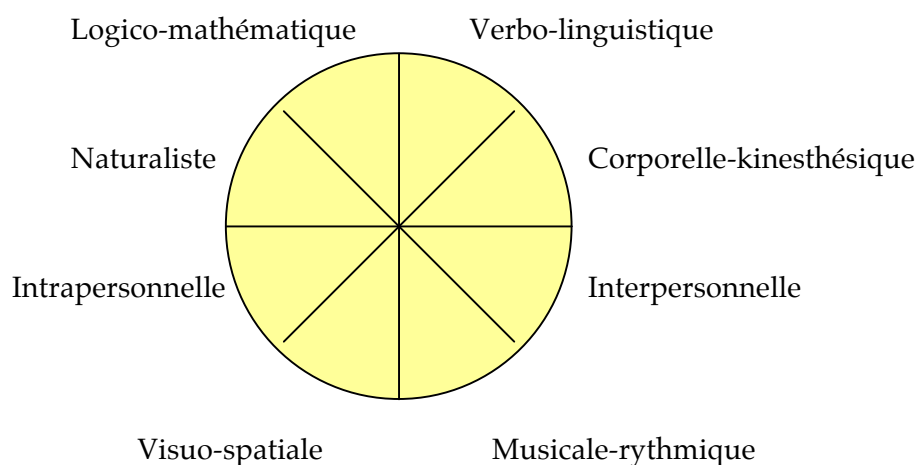 Logico-mathématique
Verbo-linguistique
Naturaliste
Corporelle-kinesthésique
Intrapersonnelle
Interpersonnelle
Visuo-spatiale
Musicale-rythmique